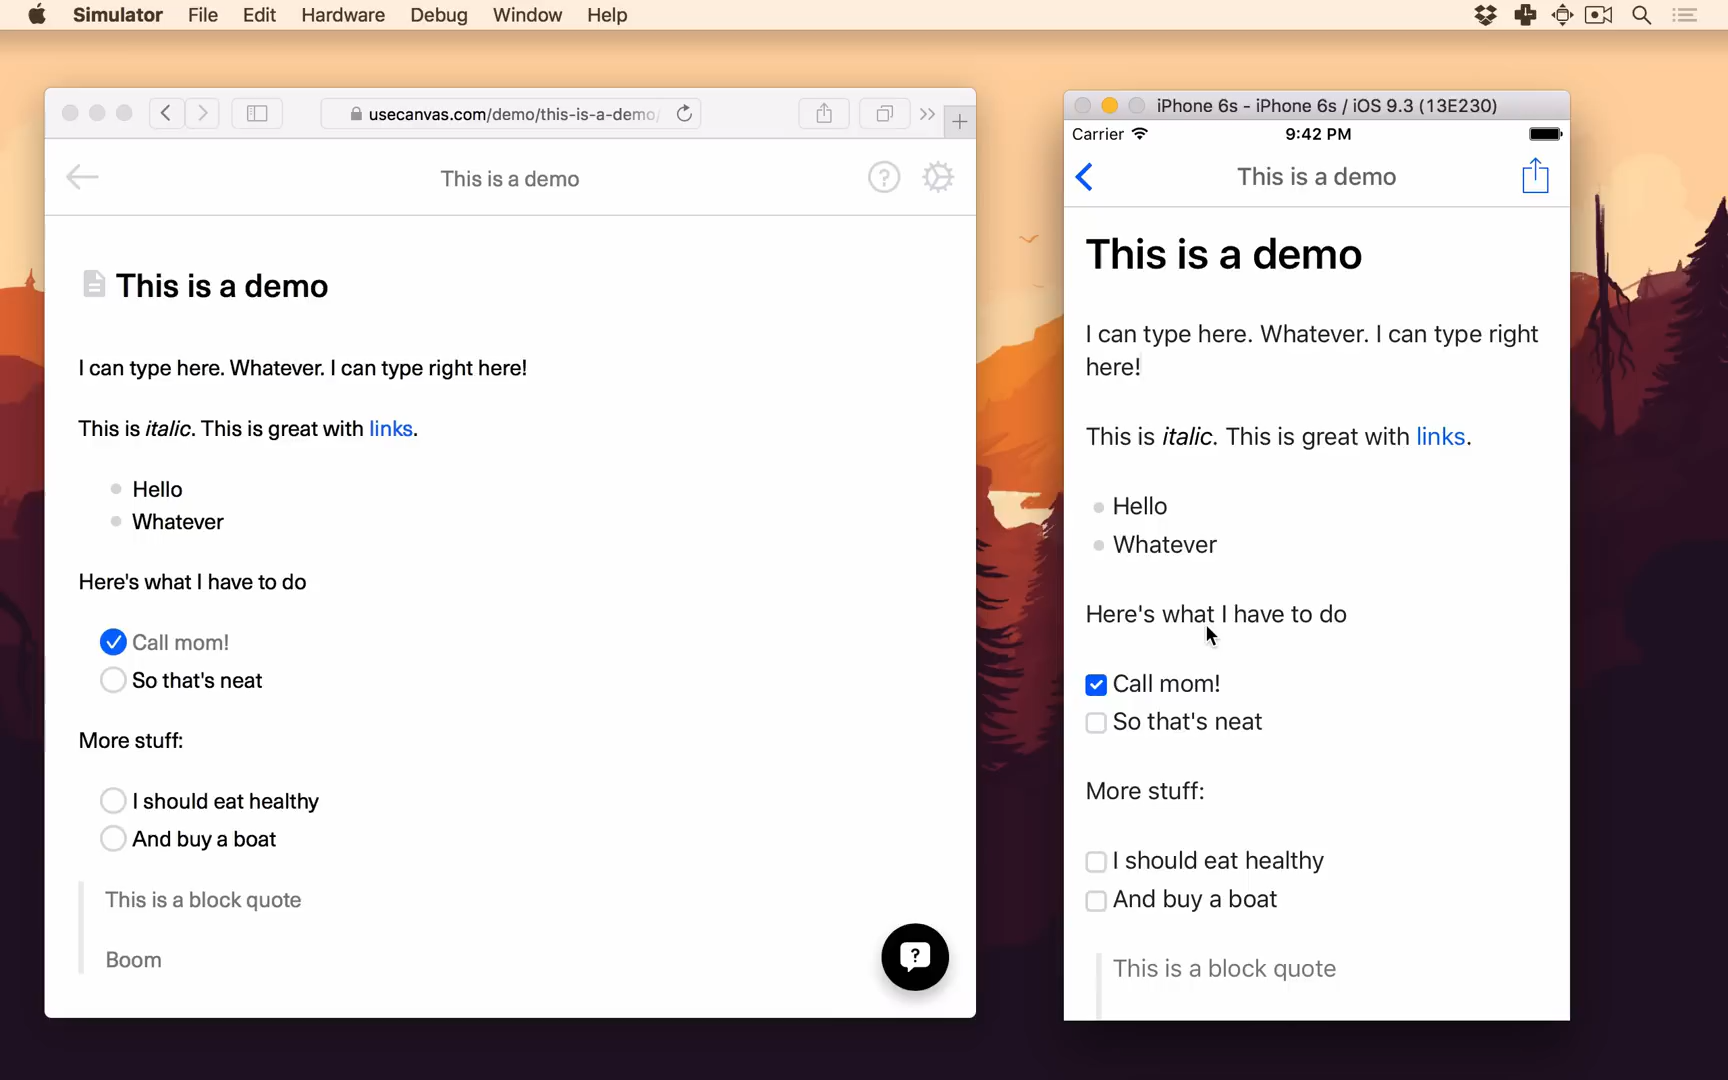 Simulator File Edit Hardware Debug Window Help
usecanvas.com/demo/this-is-a-demo/
This is a demo
This is a demo
I can type here. Whatever. I can type right here!
This is italic. This is great with links.
Hello
Whatever
Here's what I have to do
Call mom!
So that's neat
More stuff:
I should eat healthy
And buy a boat
This is a block quote
Boom
iPhone 6s - iPhone 6s / iOS 9.3 (13E230)
Carrier 9:42 PM
This is a demo
This is a demo
I can type here. Whatever. I can type right
here!
This is italic. This is great with links.
Hello
Whatever
Here's what I have to do
Call mom!
So that's neat
More stuff:
I should eat healthy
And buy a boat
This is a block quote